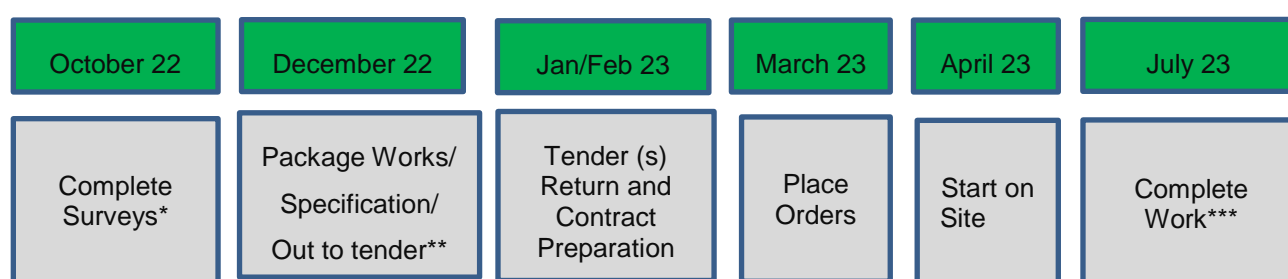 October 22
December 22
Jan/Feb 23
March 23
April 23
July 23
Complete
Surveys*
Package Works/
Specification/
Out to tender**
Tender (s)
Return and
Contract
Preparation
Place
Orders
Start on
Site
Complete
Work***